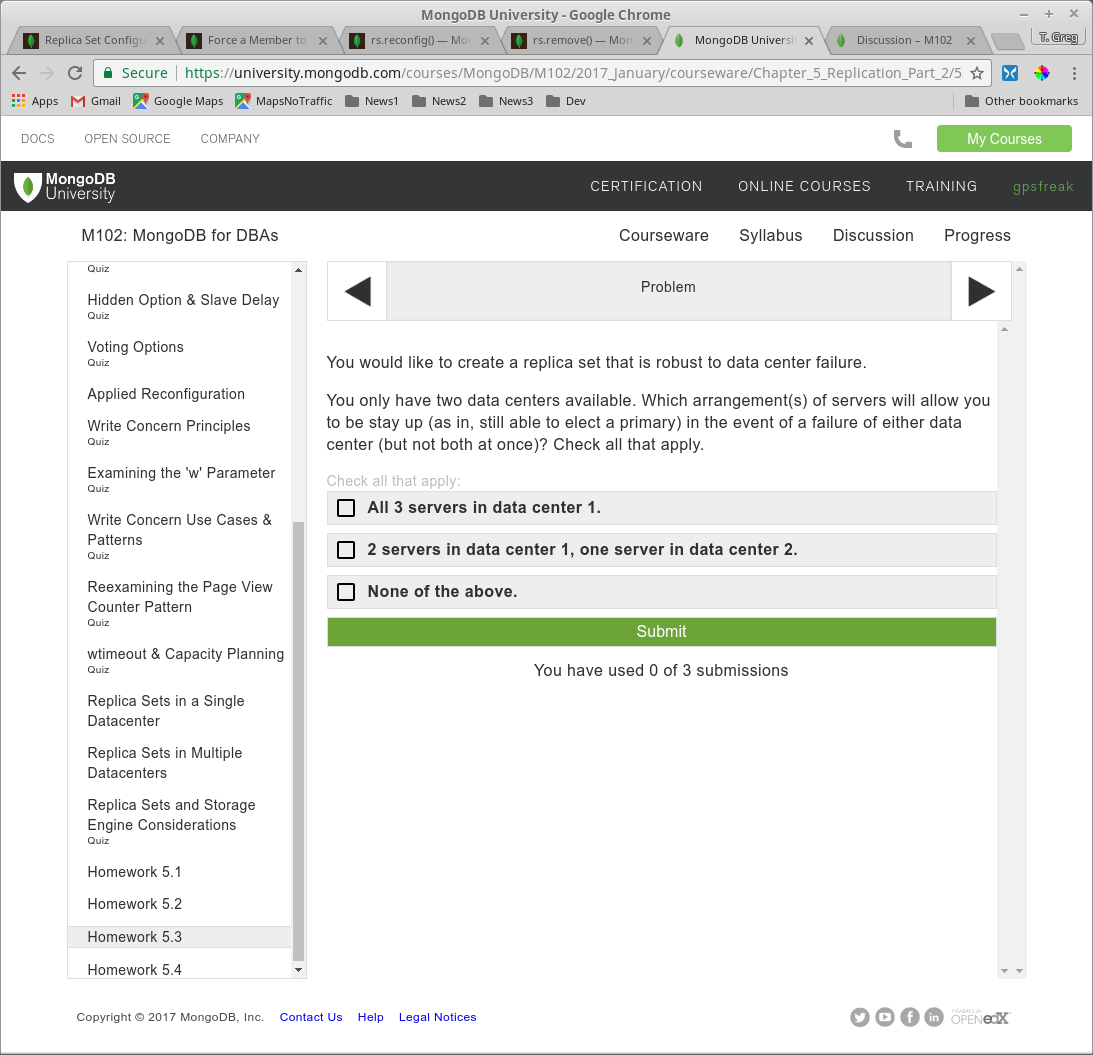 MongoDB University - Google Chrome
Replica Set Configu
Force a Member to
rs.reconfig() — Mon
rs.remove() — Mon
MongoDB Universi
Discussion – M102
T. Greg
Secure
https://university.mongodb.com/courses/MongoDB/M102/2017_January/courseware/Chapter_5_Replication_Part_2/5
Apps
Gmail
Google Maps
MapsNoTraffic
News1
News2
News3
Dev
Other bookmarks
DOCS
OPEN SOURCE
COMPANY
My Courses
MongoDB
University
CERTIFICATION
ONLINE COURSES
TRAINING
gpsfreak
M102: MongoDB for DBAs
Courseware
Syllabus
Discussion
Progress
Quiz
Hidden Option & Slave Delay
Quiz
Voting Options
Quiz
Applied Reconfiguration
Write Concern Principles
Quiz
Examining the 'w' Parameter
Quiz
Write Concern Use Cases &
Patterns
Quiz
Reexamining the Page View
Counter Pattern
Quiz
wtimeout & Capacity Planning
Quiz
Replica Sets in a Single
Datacenter
Replica Sets in Multiple
Datacenters
Replica Sets and Storage
Engine Considerations
Quiz
Homework 5.1
Homework 5.2
Homework 5.3
Homework 5.4
Problem
You would like to create a replica set that is robust to data center failure.
You only have two data centers available. Which arrangement(s) of servers will allow you
to be stay up (as in, still able to elect a primary) in the event of a failure of either data
center (but not both at once)? Check all that apply.
Check all that apply:
All 3 servers in data center 1.
2 servers in data center 1, one server in data center 2.
None of the above.
Submit
You have used 0 of 3 submissions
Copyright © 2017 MongoDB, Inc.
Contact Us
Help
Legal Notices
POWERED BY
OPEN edX